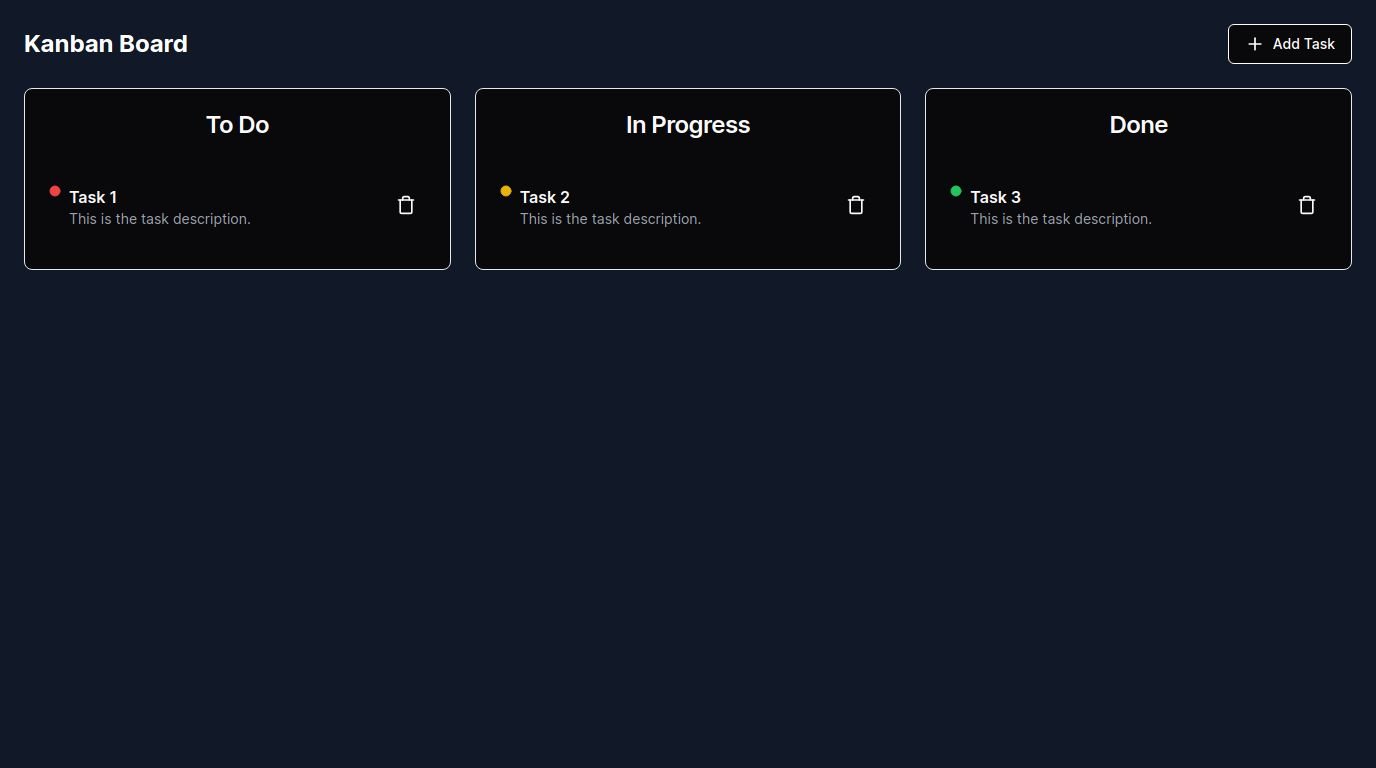 Kanban Board
Add Task
To Do
Task 1
This is the task description.
In Progress
Task 2
This is the task description.
Done
Task 3
This is the task description.